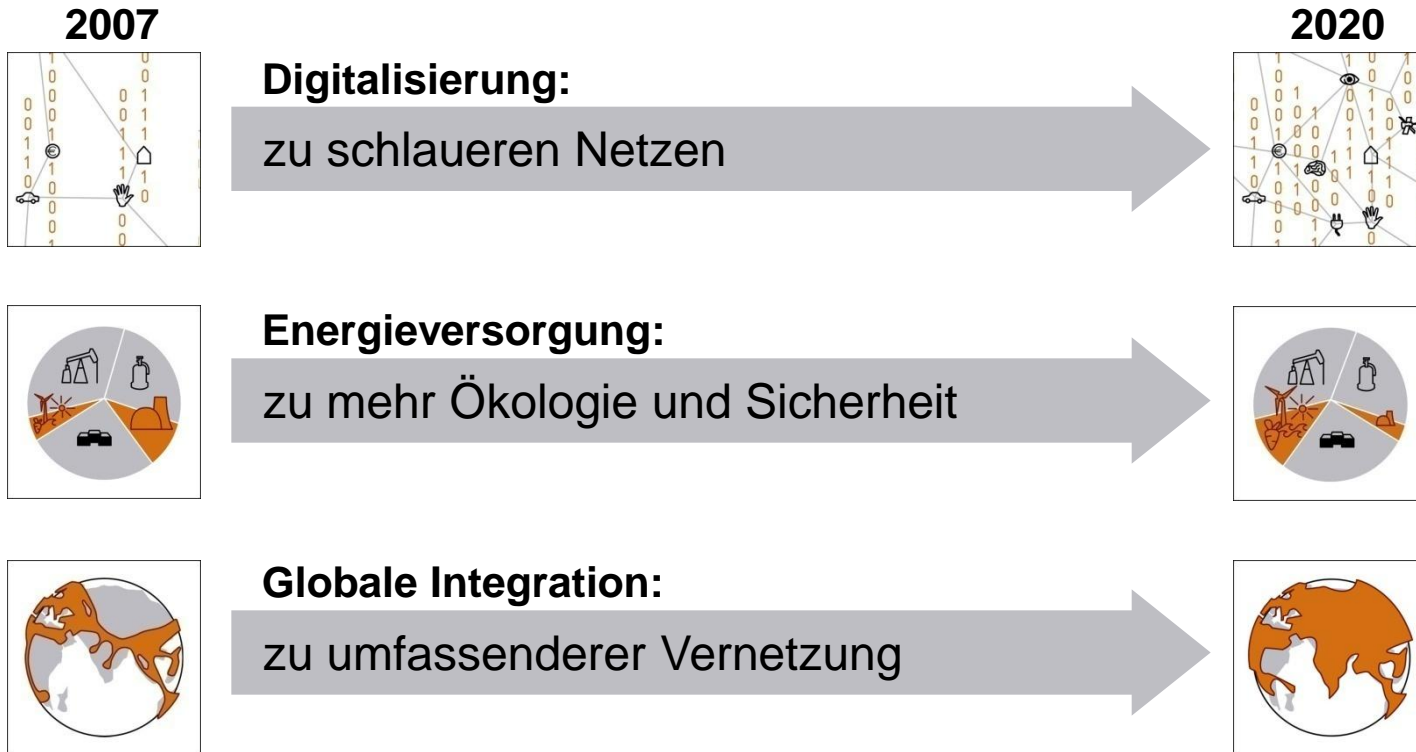 2007
2020
Digitalisierung:
zu schlaueren Netzen
Energieversorgung:
zu mehr Ökologie und Sicherheit
Globale Integration:
zu umfassenderer Vernetzung